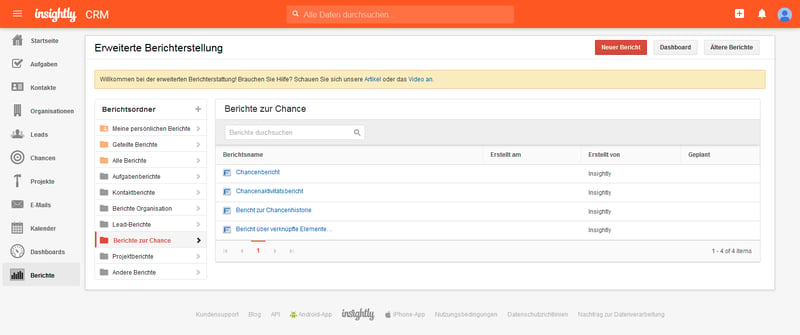 insightly CRM
Alle Daten durchsuchen...
Startseite
Aufgaben
Kontakte
Organisationen
Leads
Chancen
Projekte
E-Mails
Kalender
Dashboards
Berichte
Erweiterte Berichterstellung
Neuer Bericht
Dashboard
Ältere Berichte
Willkommen bei der erweiterten Berichterstattung! Brauchen Sie Hilfe? Schauen Sie sich unsere Artikel oder das Video an.
Berichtsordner
Meine persönlichen Berichte
Geteilte Berichte
Alle Berichte
Aufgabenberichte
Kontaktberichte
Berichte Organisation
Lead-Berichte
Berichte zur Chance
Projektberichte
Andere Berichte
Berichte zur Chance
Berichte duchsuchen
Berichtsname Erstellt am Erstellt von Geplant
Chancenbericht Insightly
Chancenaktivitätsbericht Insightly
Bericht zur Chancenhistorie Insightly
Bericht über verknüpfte Elemente... Insightly
1
1 - 4 of 4 items
Kundensupport Blog API Android-App insightly iPhone-App Nutzungsbedingungen Datenschutzrichtlinien Nachtrag zur Datenverarbeitung